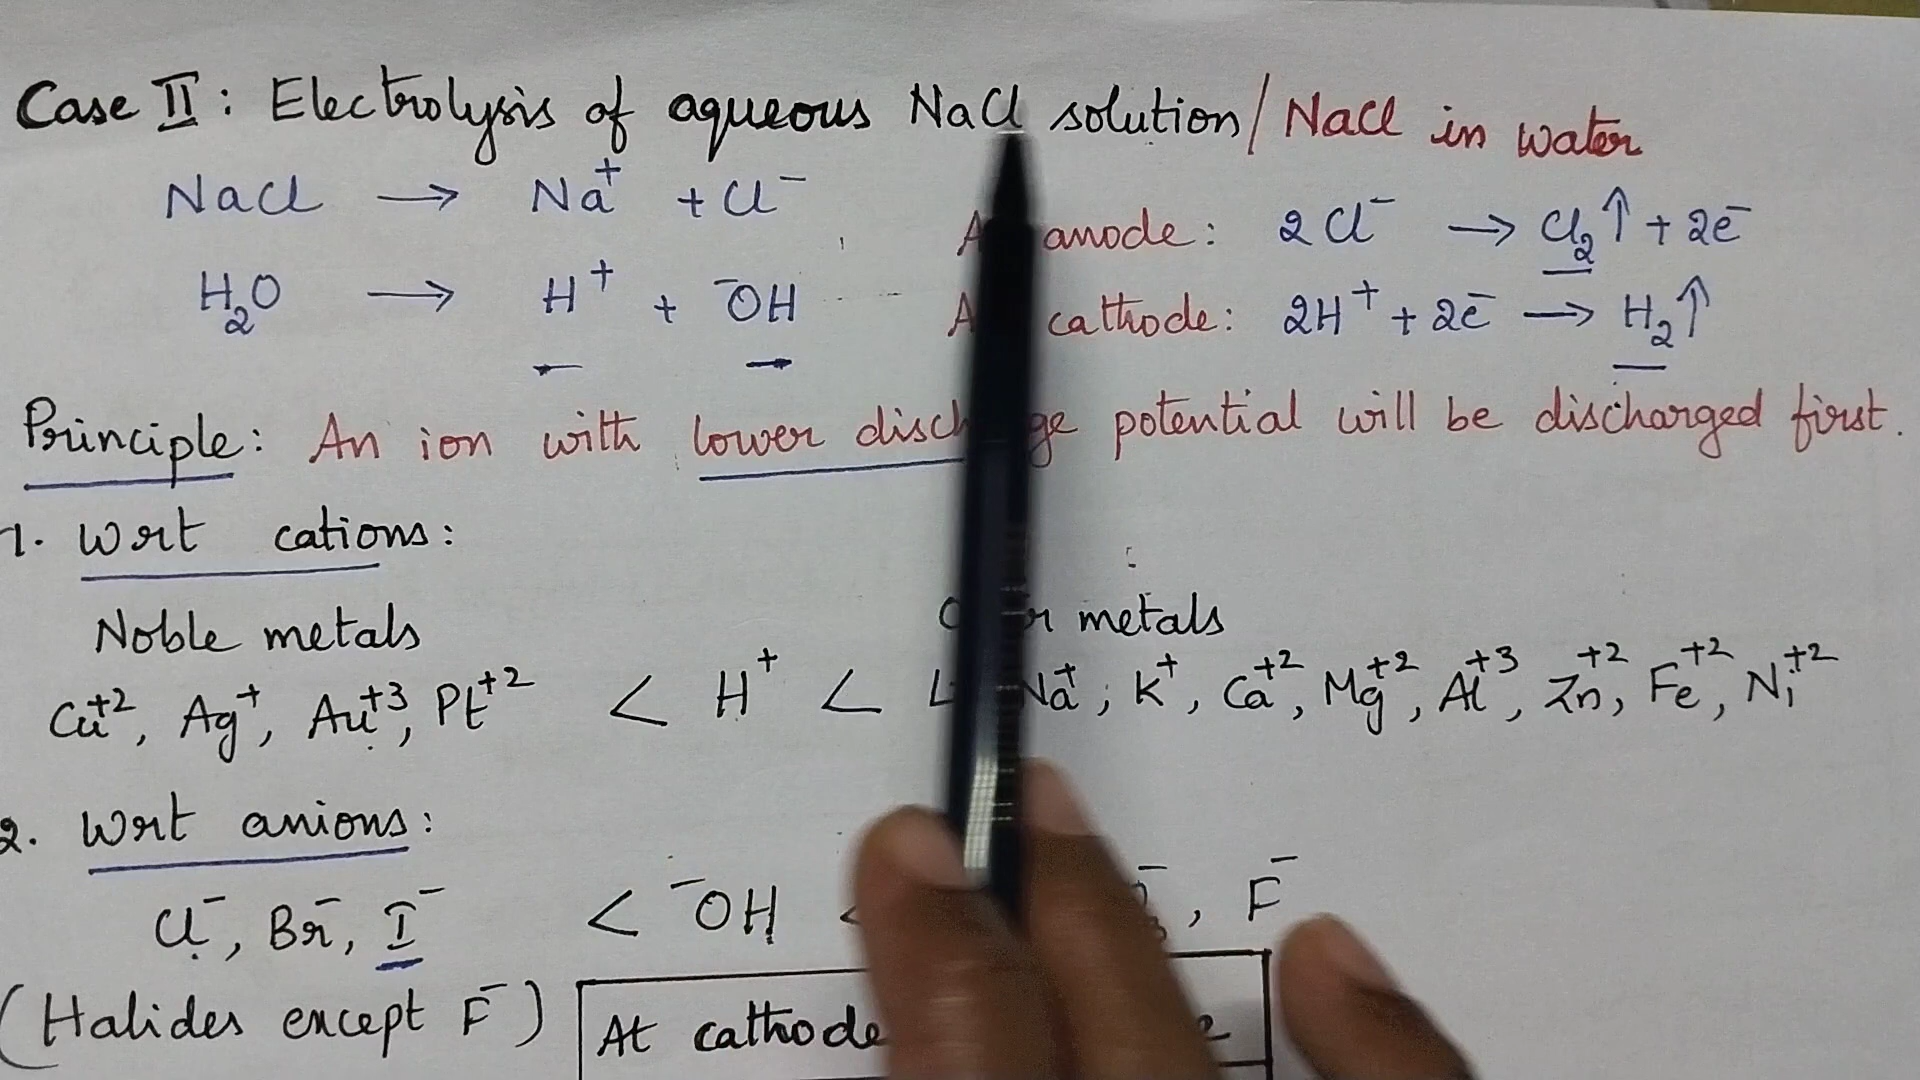 Case II : Electrolysis of aqueous NaCl solution/ NaCl in water
NaCl → Na⁺ + Cl⁻
anode: 2Cl⁻ → Cl₂↑ + 2e⁻
H₂O → H⁺ + ⁻OH
cathode: 2H⁺ + 2e⁻ → H₂↑
Principle: An ion with lower potential will be discharged first.
1. Wrt cations:
Noble metals
metals
Cu⁺², Ag⁺, Au⁺³, Pt⁺² < H⁺ < Na⁺, K⁺, Ca⁺², Mg⁺², Al⁺³, Zn⁺², Fe⁺², Ni⁺²
2. Wrt anions:
Cl⁻, Br⁻, I⁻ < ⁻OH < , F⁻
(Halides except F⁻)
At cathode